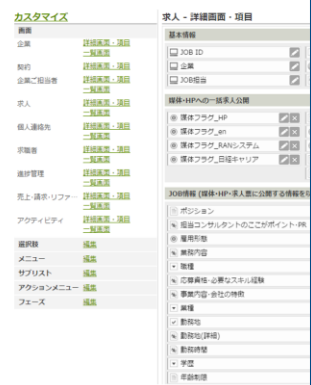 カスタマイズ
画面
企業 詳細画面・項目
一覧画面
契約 詳細画面・項目
企業ご担当者 詳細画面・項目
一覧画面
求人 詳細画面・項目
一覧画面
個人連絡先 詳細画面・項目
一覧画面
求職者 詳細画面・項目
一覧画面
進捗管理 詳細画面・項目
一覧画面
売上・請求・リファ… 詳細画面・項目
一覧画面
アクティビティ 詳細画面・項目
一覧画面
選択肢 編集
メニュー 編集
サブリスト 編集
アクションメニュー 編集
フェーズ 編集
求人 - 詳細画面・項目
基本情報
JOB ID
企業
JOB担当
媒体・HPへの一括求人公開
媒体フラグ_HP
媒体フラグ_en
媒体フラグ_RANシステム
媒体フラグ_日経キャリア
JOB情報 (媒体・HP・求人票に公開する情報を
ポジション
担当コンサルタントのここがポイント・PR
雇用形態
業務内容
職種
応募資格・必要なスキル経験
事業内容・会社の特徴
業種
勤務地
勤務地(詳細)
勤務時間
学歴
年齢制限